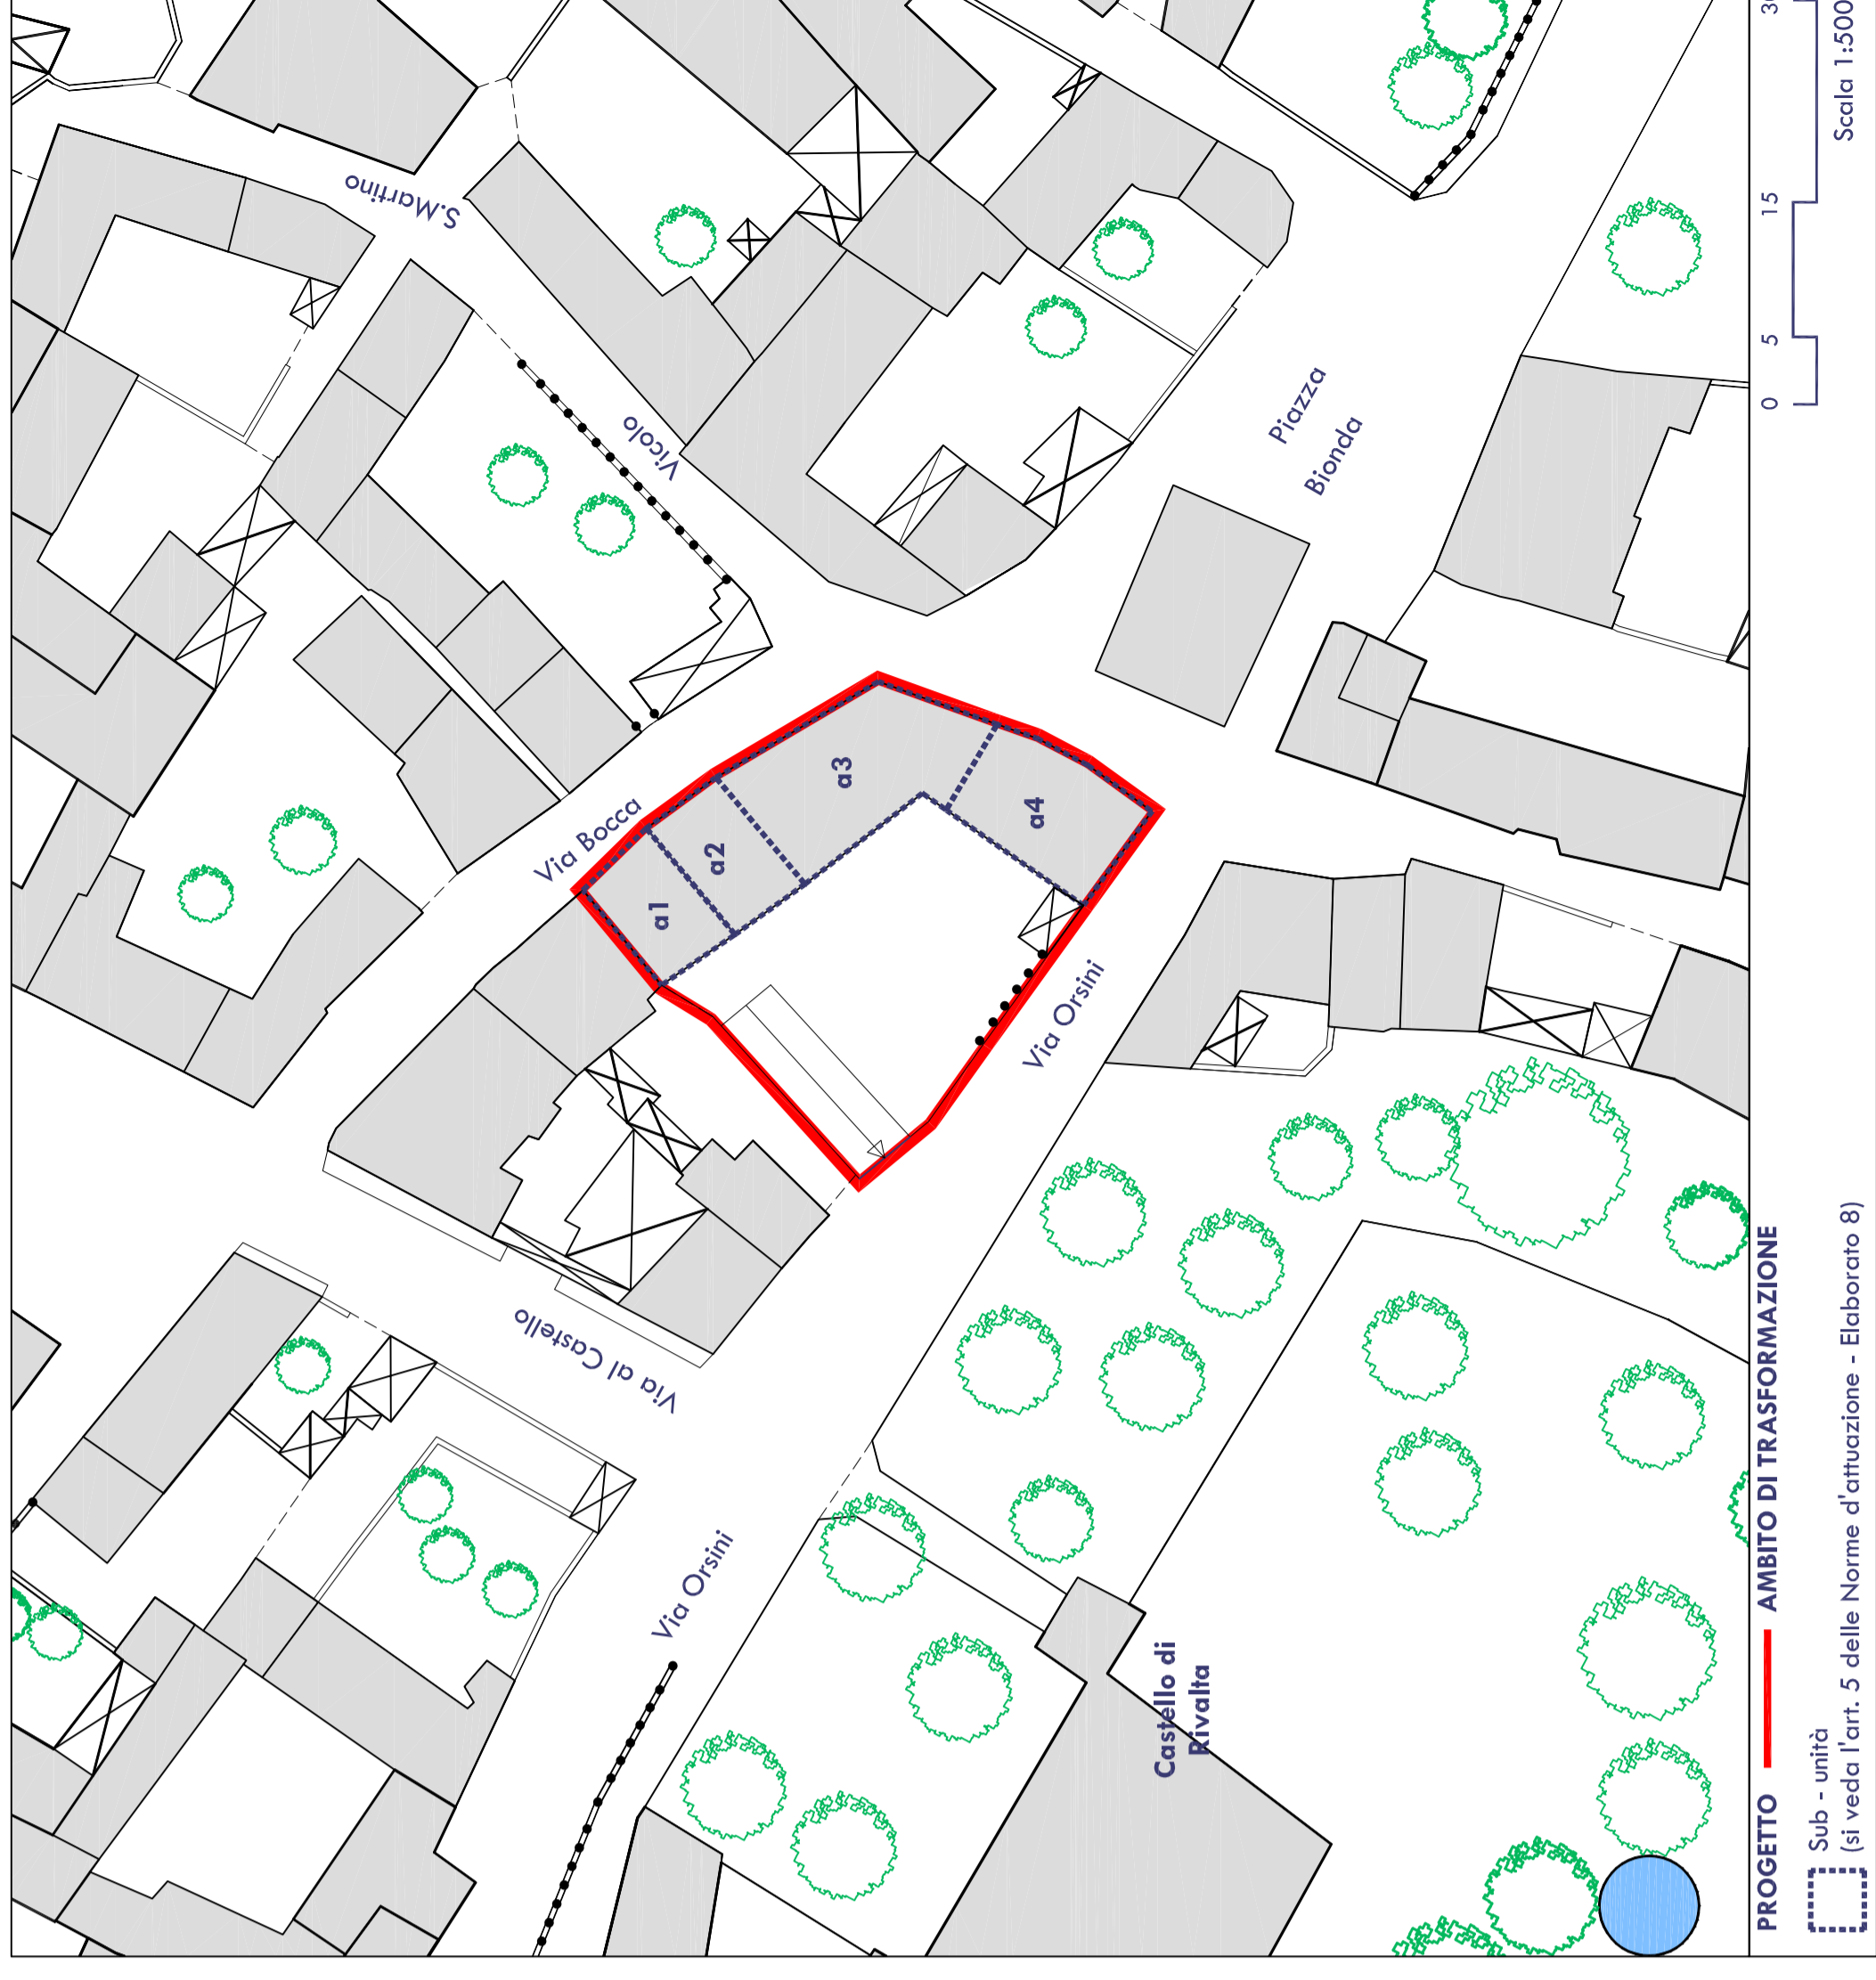 S.Martino
Vicolo
Piazza
Bionda
Via Bocca
a1
a2
a3
a4
Via Orsini
Via al Castello
Via Orsini
Castello di
Rivalta
PROGETTO
AMBITO DI TRASFORMAZIONE
Sub - unità
(si veda l'art. 5 delle Norme d'attuazione - Elaborato 8)
0 5 15
Scala 1:500